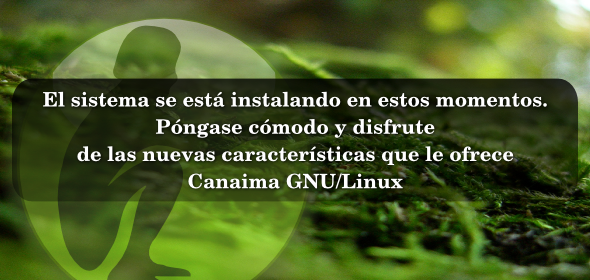 El sistema se está instalando en estos momentos.
Póngase cómodo y disfrute
de las nuevas características que le ofrece
Canaima GNU/Linux